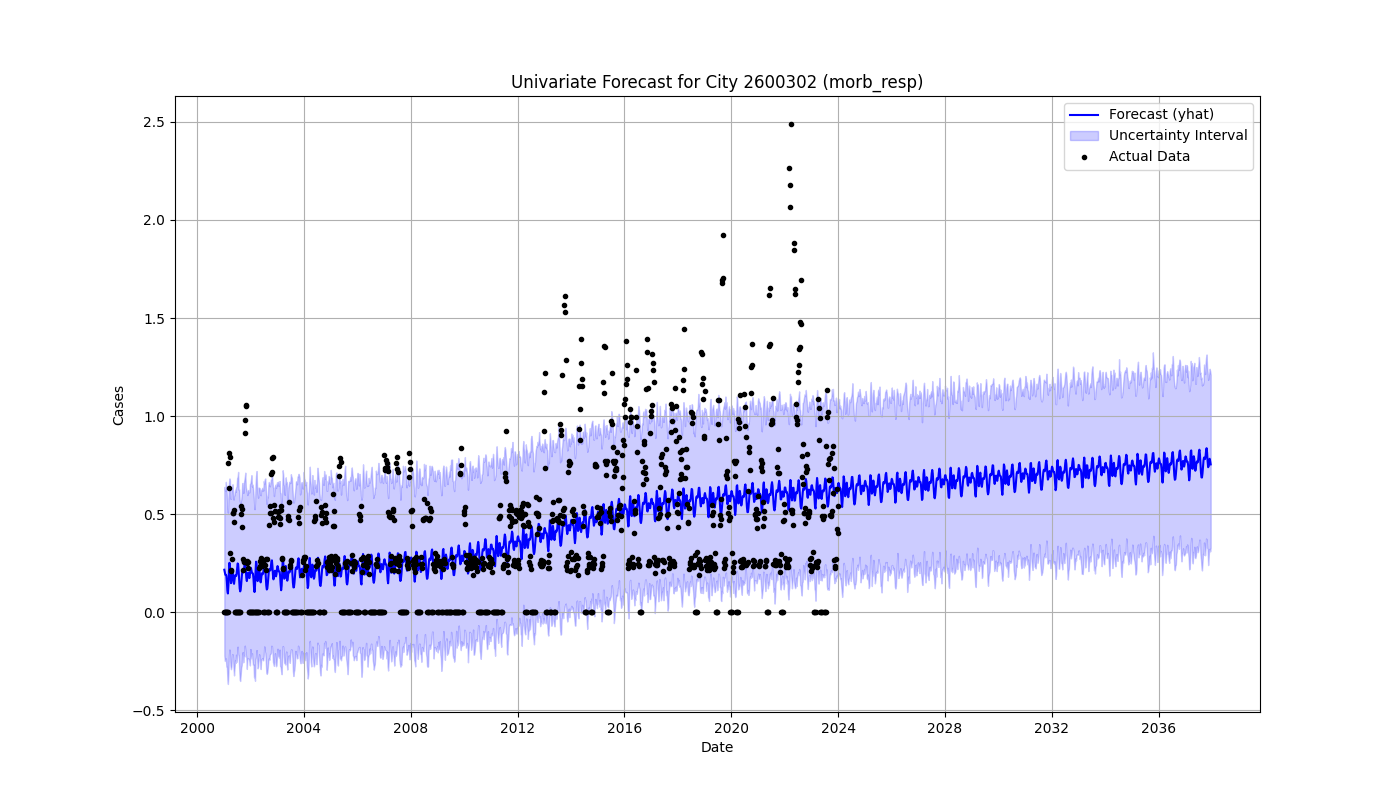 Univariate Forecast for City 2600302 (morb_resp)
Forecast (yhat)
Uncertainty Interval
Actual Data
Cases
2.5
2.0
1.5
1.0
0.5
0.0
−0.5
2000 2004 2008 2012 2016 2020 2024 2028 2032 2036
Date